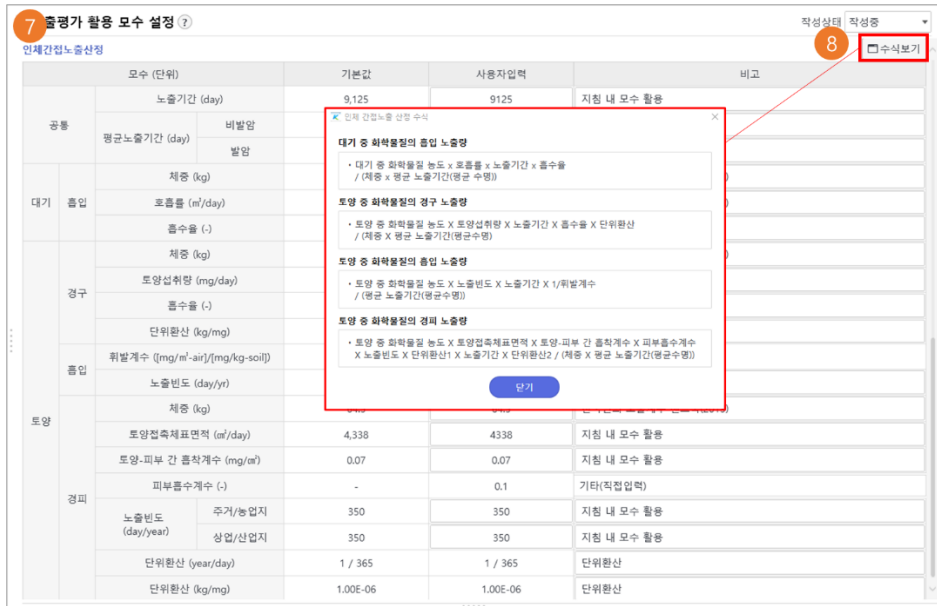 7 출평가 활용 모수 설정 ?
작성상태 작성중
인체간접노출산정
8 수식보기
모수 (단위) 기본값 사용자입력 비고
공통 노출기간 (day) 9,125 9125 지침 내 모수 활용
평균노출기간 (day) 비발암
발암
대기 흡입 체중 (kg)
호흡률 (㎥/day)
흡수율 (-)
토양 경구 체중 (kg)
토양섭취량 (mg/day)
흡수율 (-)
단위환산 (kg/mg)
흡입 휘발계수 ([mg/㎥-air]/[mg/kg-soil])
노출빈도 (day/yr)
경피 체중 (kg)
토양접촉체표면적 (㎠/day) 4,338 4338 지침 내 모수 활용
토양-피부 간 흡착계수 (mg/㎠) 0.07 0.07 지침 내 모수 활용
피부흡수계수 (-) - 0.1 기타(직접입력)
노출빈도 (day/year) 주거/농업지 350 350 지침 내 모수 활용
상업/산업지 350 350 지침 내 모수 활용
단위환산 (year/day) 1 / 365 1 / 365 단위환산
단위환산 (kg/mg) 1.00E-06 1.00E-06 단위환산
인체 간접노출 산정 수식
대기 중 화학물질의 흡입 노출량
・대기 중 화학물질 농도 x 호흡률 x 노출기간 x 흡수율
/ (체중 x 평균 노출기간(평균 수명))
토양 중 화학물질의 경구 노출량
・토양 중 화학물질 농도 X 토양섭취량 X 노출기간 X 흡수율 X 단위환산
/ (체중 X 평균 노출기간(평균수명)
토양 중 화학물질의 흡입 노출량
・토양 중 화학물질 농도 X 노출빈도 X 노출기간 X 1/휘발계수
/ (평균 노출기간(평균수명))
토양 중 화학물질의 경피 노출량
・토양 중 화학물질 농도 X 토양접촉체표면적 X 토양-피부 간 흡착계수 X 피부흡수계수
X 노출빈도 X 단위환산1 X 노출기간 X 단위환산2 / (체중 X 평균 노출기간(평균수명))
닫기